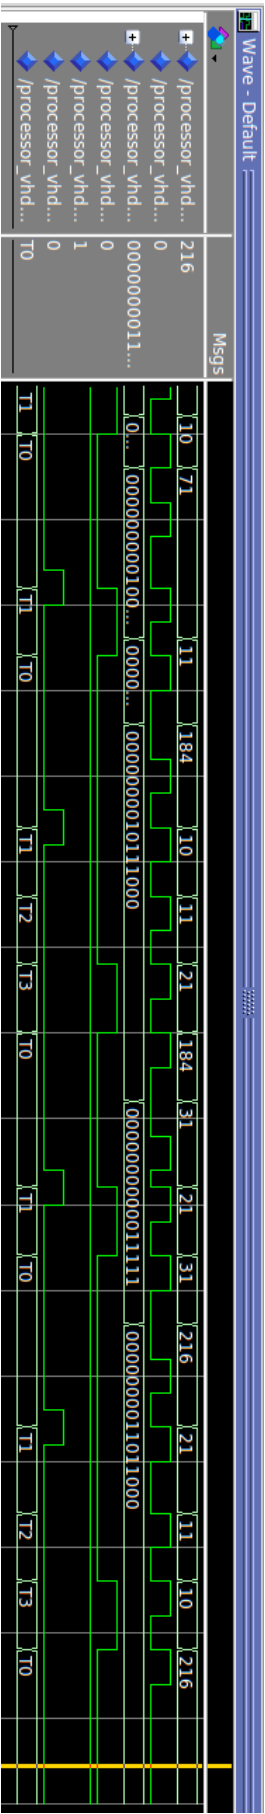 Wave - Default
Msgs
/processor_vhd... 216 10 71 11 184 10 11 21 184 31 21 31 216 21 11 10 216
/processor_vhd... 0
/processor_vhd... 0000000011... 0... 000000000100... 0000... 0000000010111000 0000000000011111 0000000011011000
/processor_vhd... 0
/processor_vhd... 1
/processor_vhd... 0
/processor_vhd... T0 T1 T0 T1 T0 T1 T2 T3 T0 T1 T0 T1 T2 T3 T0